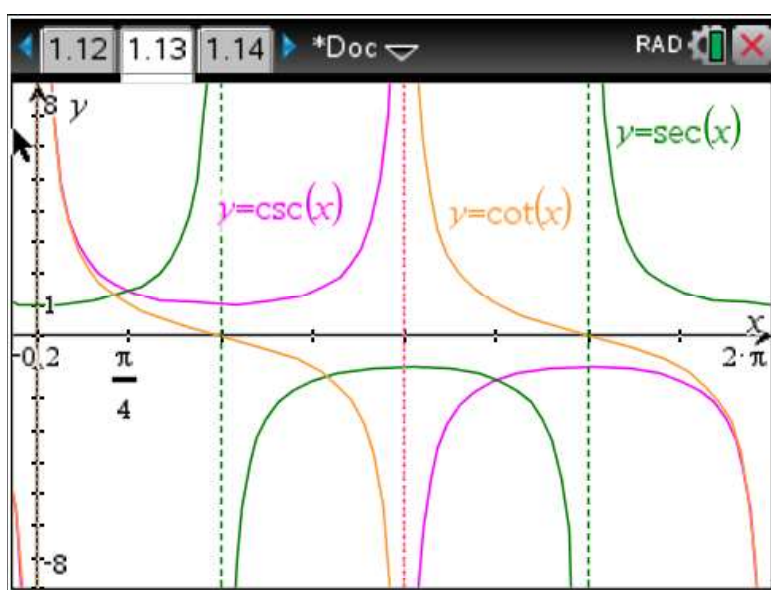 1.12 1.13 1.14 *Doc RAD
8 y
y=sec(x)
y=csc(x) y=cot(x)
1
x
-0.2 π/4 2·π
-8